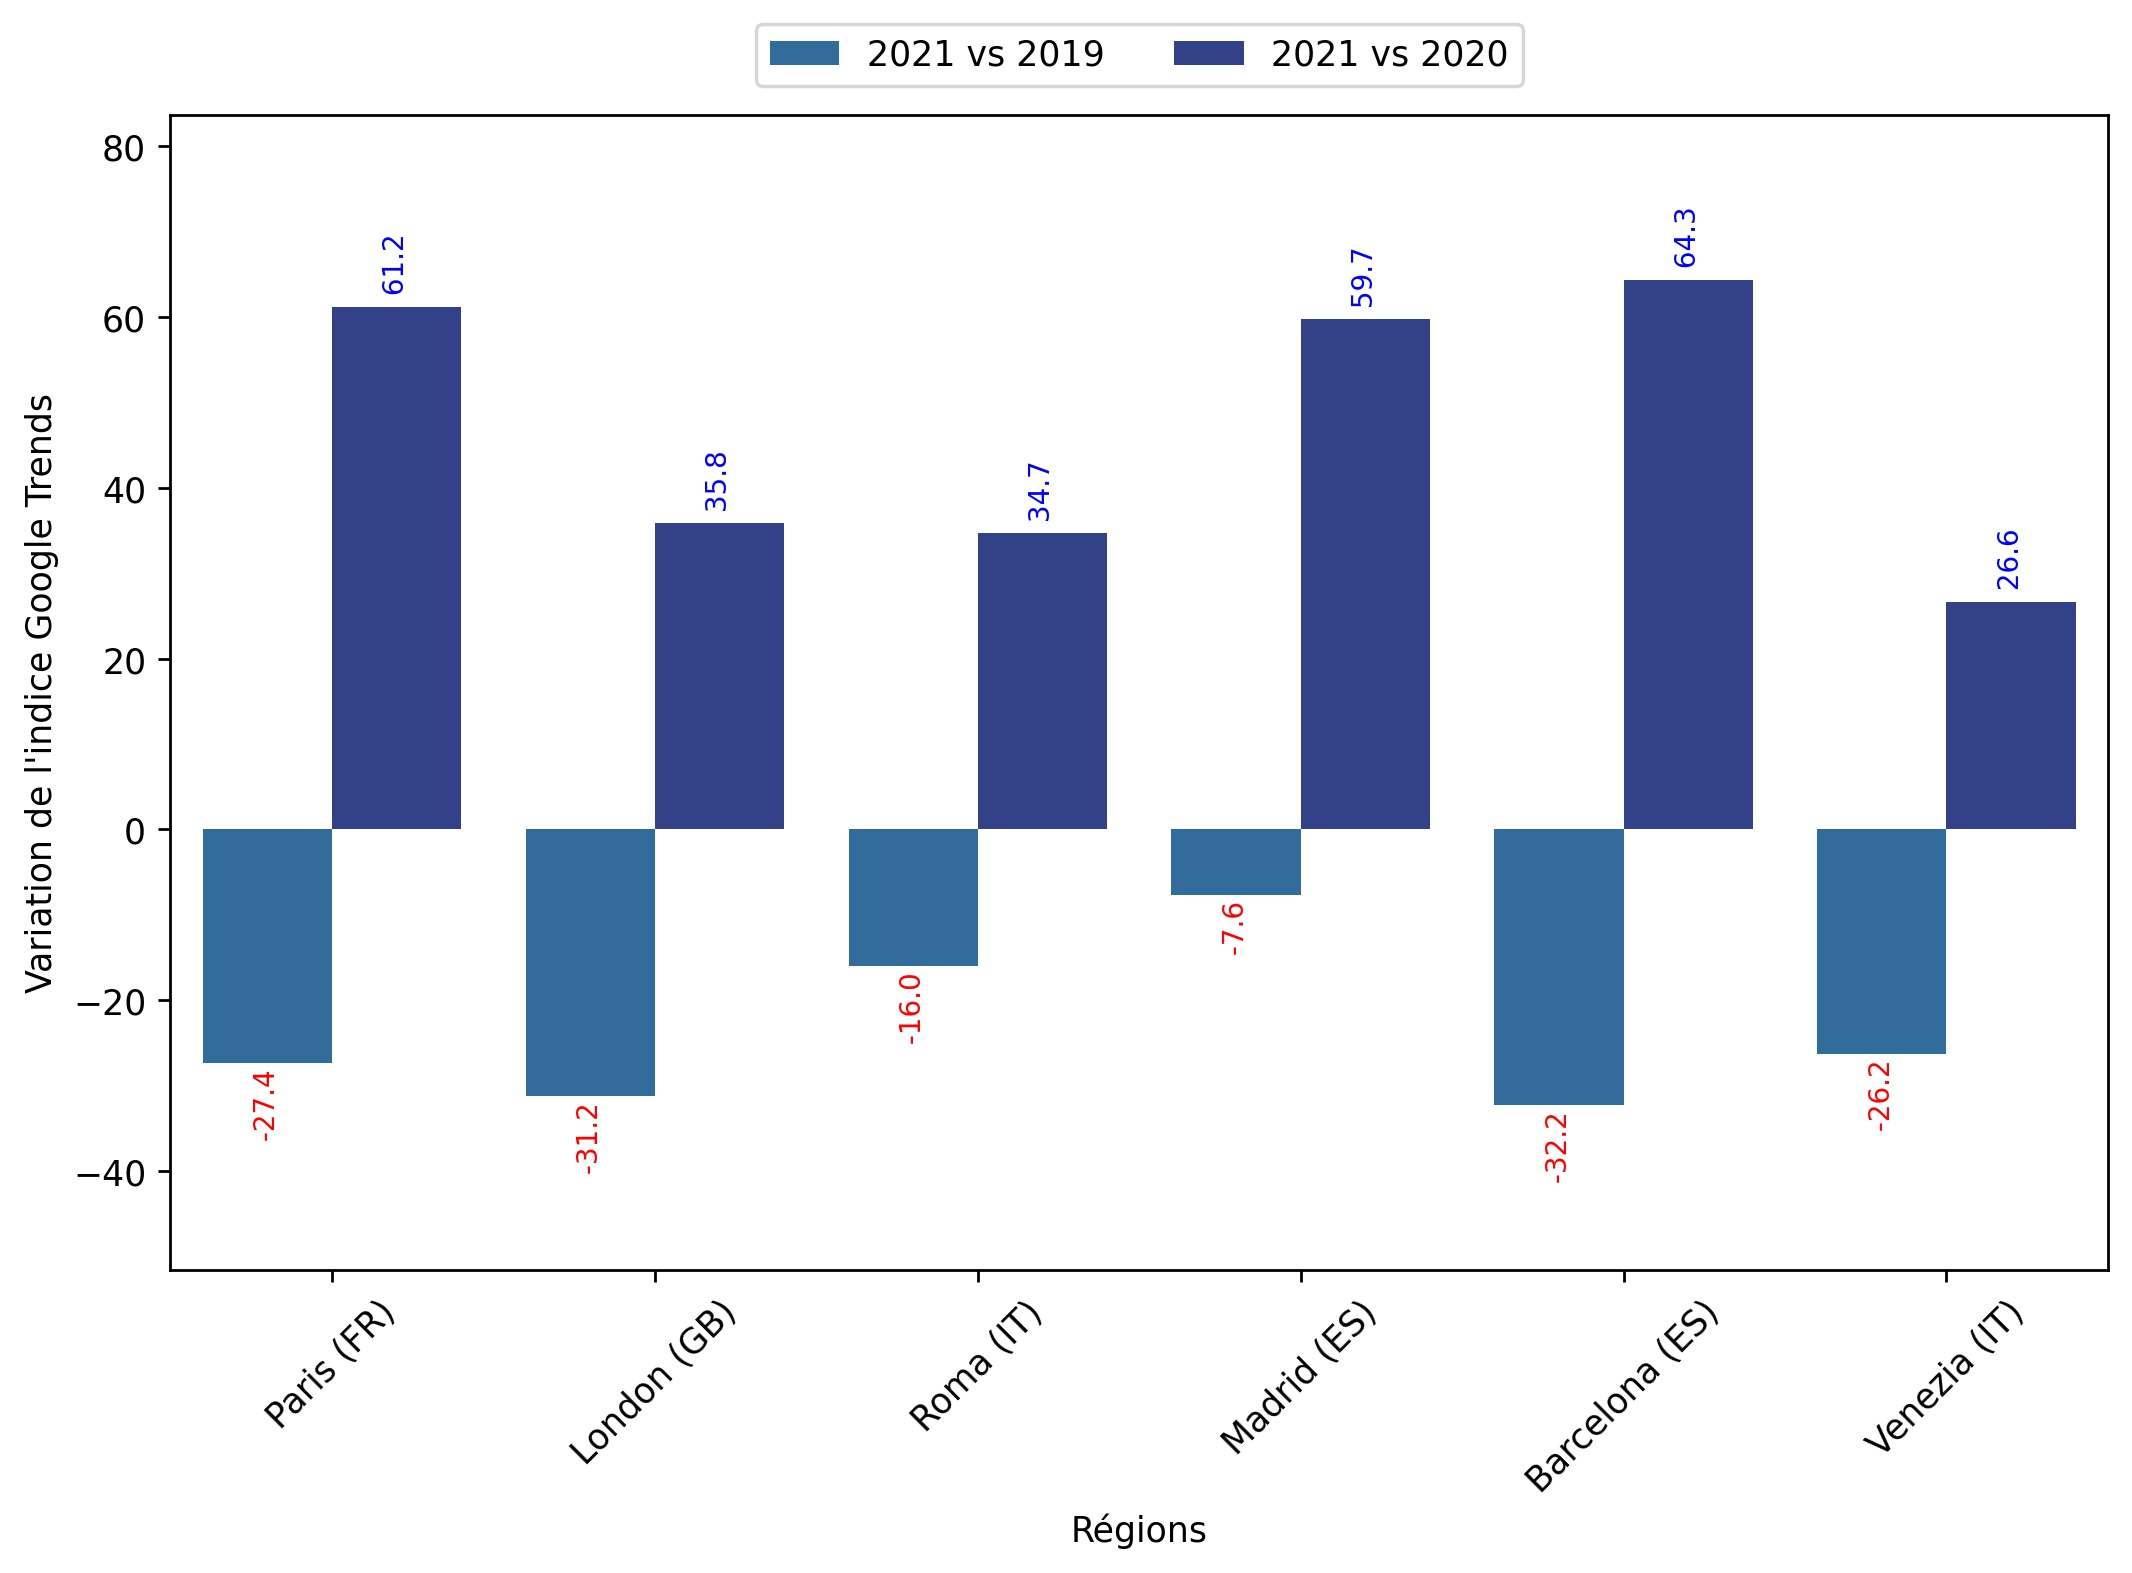 2021 vs 2019
2021 vs 2020
Variation de l'indice Google Trends
80
60
40
20
0
−20
−40
61.2
35.8
34.7
59.7
64.3
26.6
-27.4
-31.2
-16.0
-7.6
-32.2
-26.2
Paris (FR)
London (GB)
Roma (IT)
Madrid (ES)
Barcelona (ES)
Venezia (IT)
Régions